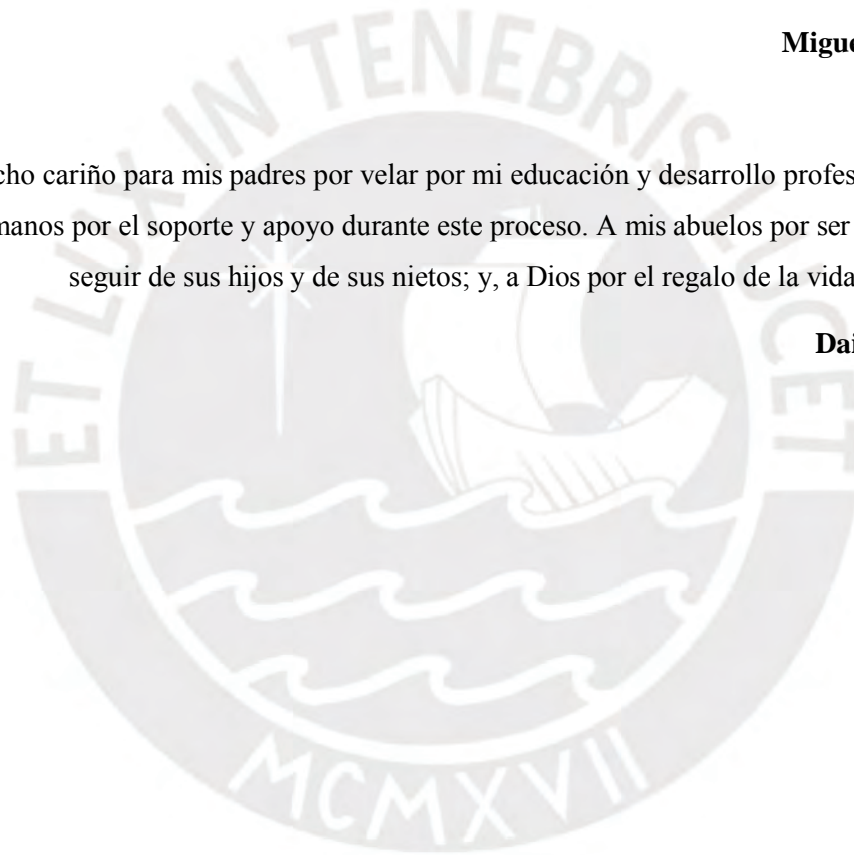 Migue
cho cariño para mis padres por velar por mi educación y desarrollo profes
manos por el soporte y apoyo durante este proceso. A mis abuelos por ser
seguir de sus hijos y de sus nietos; y, a Dios por el regalo de la vida
Dai
ET LUX IN TENEBRIS LUCET
MCMXVII